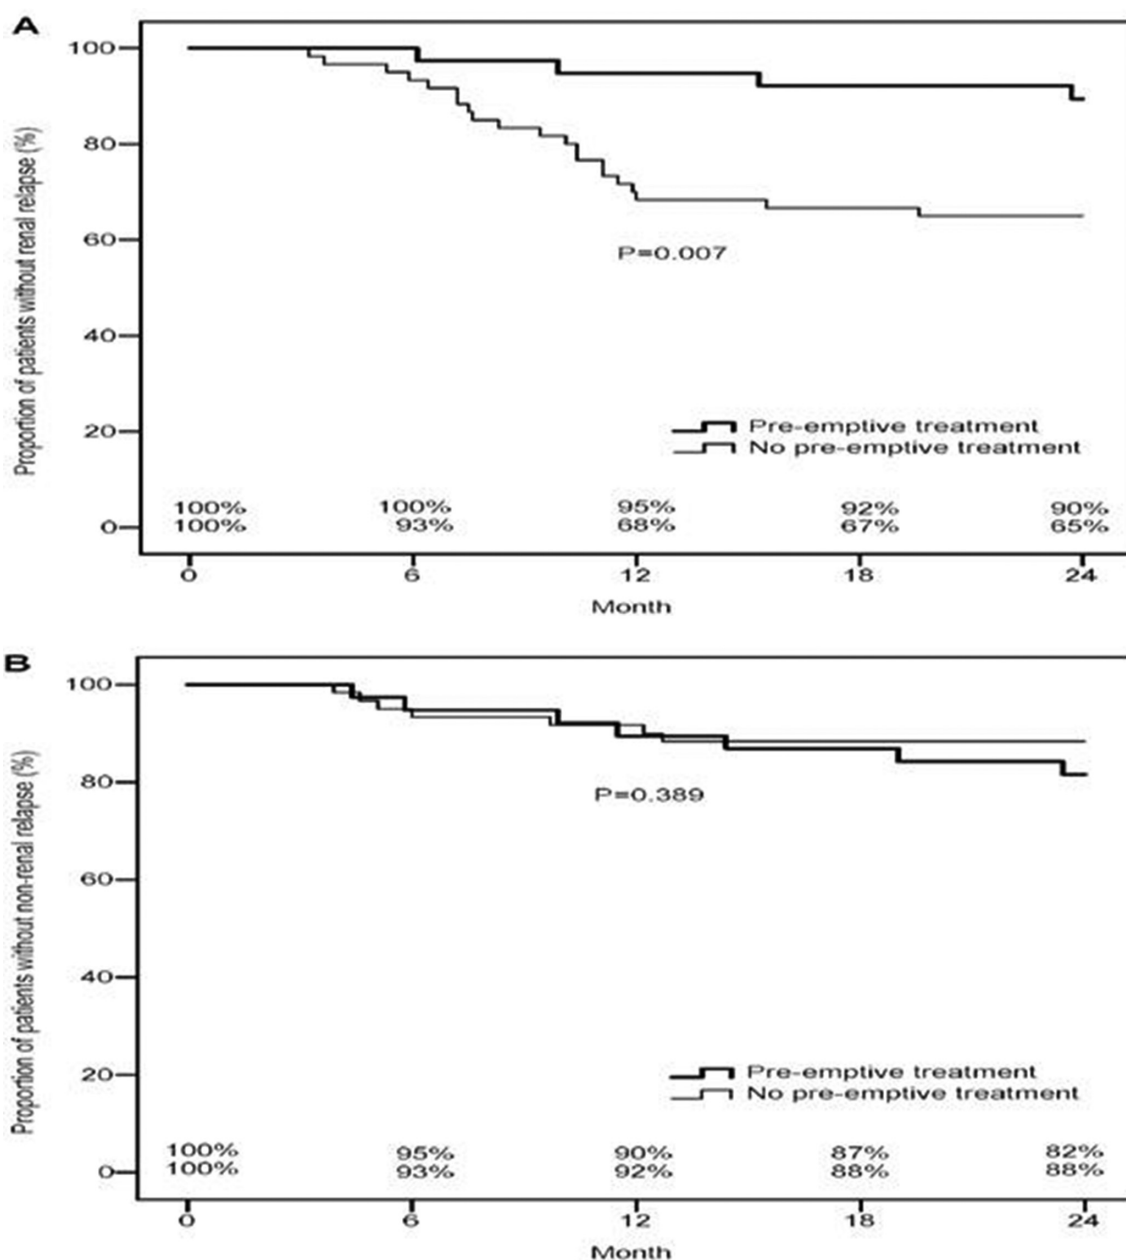 A
Proportion of patients without renal relapse (%)
100
80
60
40
20
0
P=0.007
Pre-emptive treatment
No pre-emptive treatment
100% 100% 95% 92% 90%
100% 93% 68% 67% 65%
0 6 12 18 24
Month
B
Proportion of patients without non-renal relapse (%)
100
80
60
40
20
0
P=0.389
Pre-emptive treatment
No pre-emptive treatment
100% 95% 90% 87% 82%
100% 93% 92% 88% 88%
0 6 12 18 24
Month